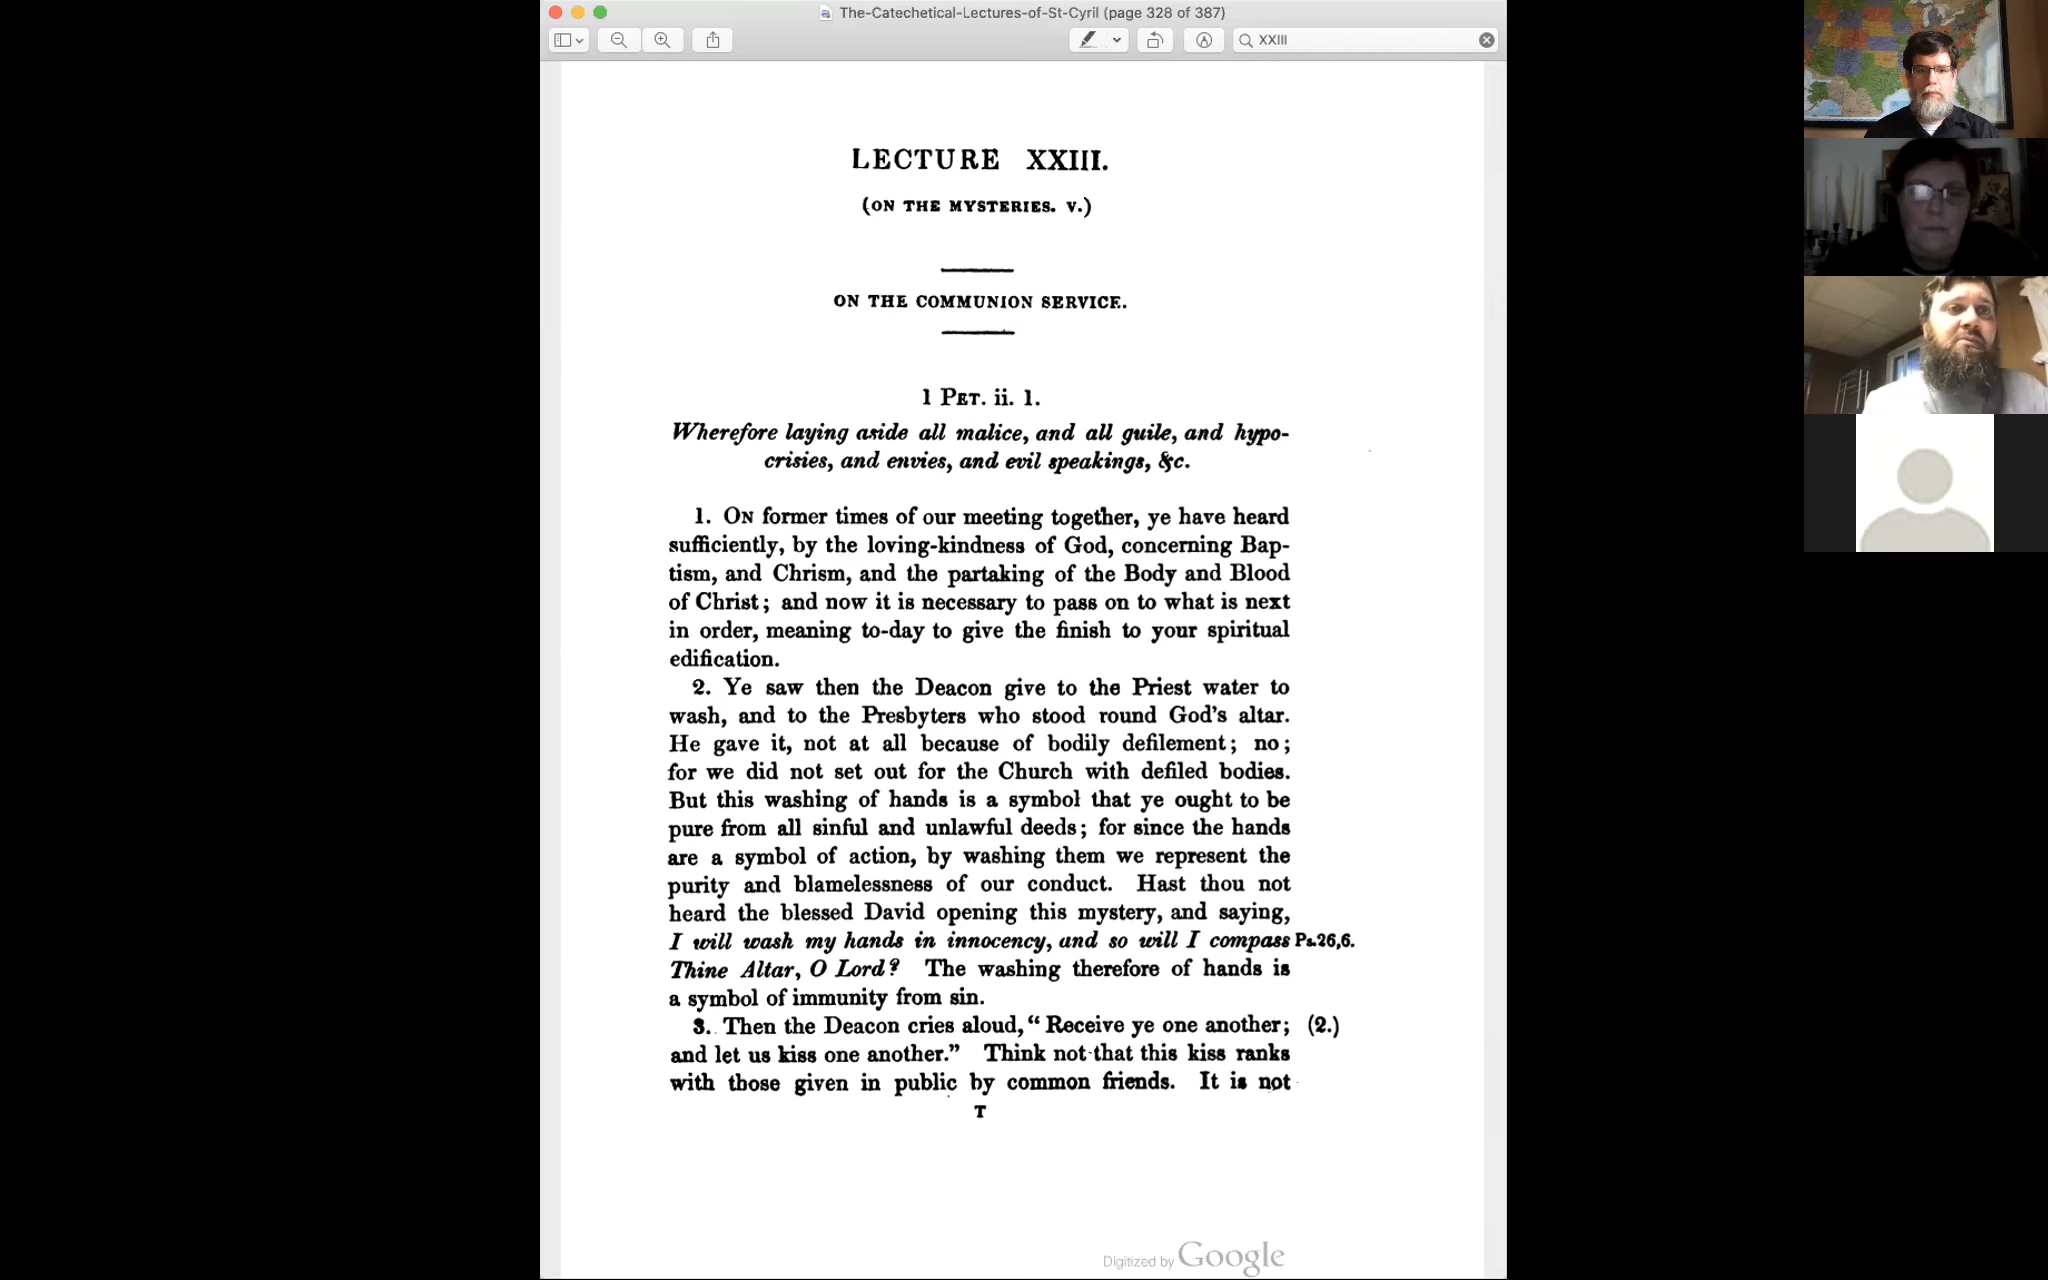 The-Catechetical-Lectures-of-St-Cyril (page 328 of 387)
XXIII
LECTURE XXIII.
(ON THE MYSTERIES. V.)
ON THE COMMUNION SERVICE.
1 PET. ii. 1.
Wherefore laying aside all malice, and all guile, and hypo-
crisies, and envies, and evil speakings, &c.
1. ON former times of our meeting together, ye have heard
sufficiently, by the loving-kindness of God, concerning Bap-
tism, and Chrism, and the partaking of the Body and Blood
of Christ; and now it is necessary to pass on to what is next
in order, meaning to-day to give the finish to your spiritual
edification.
2. Ye saw then the Deacon give to the Priest water to
wash, and to the Presbyters who stood round God's altar.
He gave it, not at all because of bodily defilement; no;
for we did not set out for the Church with defiled bodies.
But this washing of hands is a symbol that ye ought to be
pure from all sinful and unlawful deeds; for since the hands
are a symbol of action, by washing them we represent the
purity and blamelessness of our conduct. Hast thou not
heard the blessed David opening this mystery, and saying,
I will wash my hands in innocency, and so will I compass Ps.26,6.
Thine Altar, O Lord? The washing therefore of hands is
a symbol of immunity from sin.
3. Then the Deacon cries aloud, "Receive ye one another; (2.)
and let us kiss one another." Think not that this kiss ranks
with those given in public by common friends. It is not
T
Digitized by Google